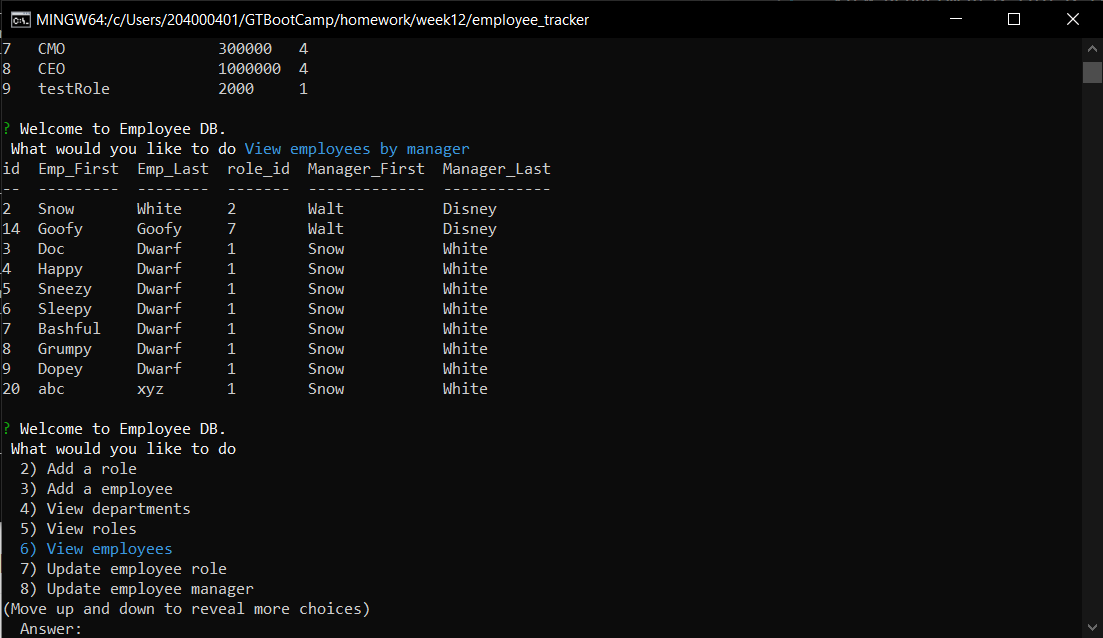 MINGW64:/c/Users/204000401/GTBootCamp/homework/week12/employee_tracker
7   CMO                 300000   4
8   CEO                 1000000  4
9   testRole            2000     1
? Welcome to Employee DB.
 What would you like to do View employees by manager
id  Emp_First  Emp_Last  role_id  Manager_First  Manager_Last
--  ---------  --------  -------  -------------  ------------
2   Snow       White     2        Walt           Disney
14  Goofy      Goofy     7        Walt           Disney
3   Doc        Dwarf     1        Snow           White
4   Happy      Dwarf     1        Snow           White
5   Sneezy     Dwarf     1        Snow           White
6   Sleepy     Dwarf     1        Snow           White
7   Bashful    Dwarf     1        Snow           White
8   Grumpy     Dwarf     1        Snow           White
9   Dopey      Dwarf     1        Snow           White
20  abc        xyz       1        Snow           White
? Welcome to Employee DB.
 What would you like to do
  2) Add a role
  3) Add a employee
  4) View departments
  5) View roles
  6) View employees
  7) Update employee role
  8) Update employee manager
(Move up and down to reveal more choices)
  Answer: